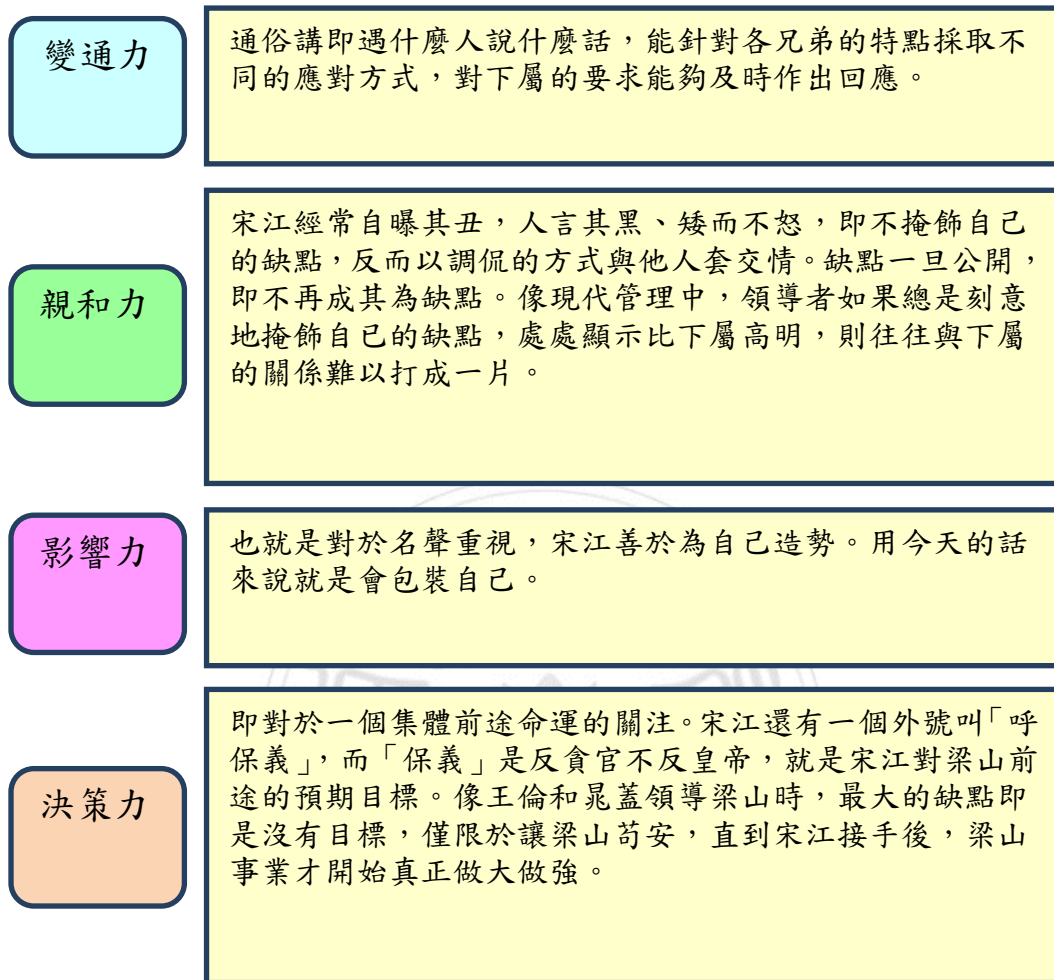 變通力
通俗講即遇什麼人說什麼話，能針對各兄弟的特點採取不
同的應對方式，對下屬的要求能夠及時作出回應。
親和力
宋江經常自曝其丑，人言其黑、矮而不怒，即不掩飾自己
的缺點，反而以調侃的方式與他人套交情。缺點一旦公開，
即不再成其為缺點。像現代管理中，領導者如果總是刻意
地掩飾自已的缺點，處處顯示比下屬高明，則往往與下屬
的關係難以打成一片。
影響力
也就是對於名聲重視，宋江善於為自己造勢。用今天的話
來說就是會包裝自己。
決策力
即對於一個集體前途命運的關注。宋江還有一個外號叫「呼
保義」，而「保義」是反貪官不反皇帝，就是宋江對梁山前
途的預期目標。像王倫和晁蓋領導梁山時，最大的缺點即
是沒有目標，僅限於讓梁山苟安，直到宋江接手後，梁山
事業才開始真正做大做強。